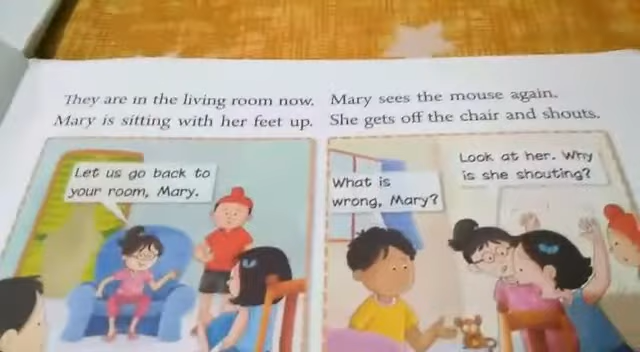 They are in the living room now.
Mary is sitting with her feet up.
Let us go back to
your room, Mary.
Mary sees the mouse again.
She gets off the chair and shouts.
What is
wrong, Mary?
Look at her. Why
is she shouting?